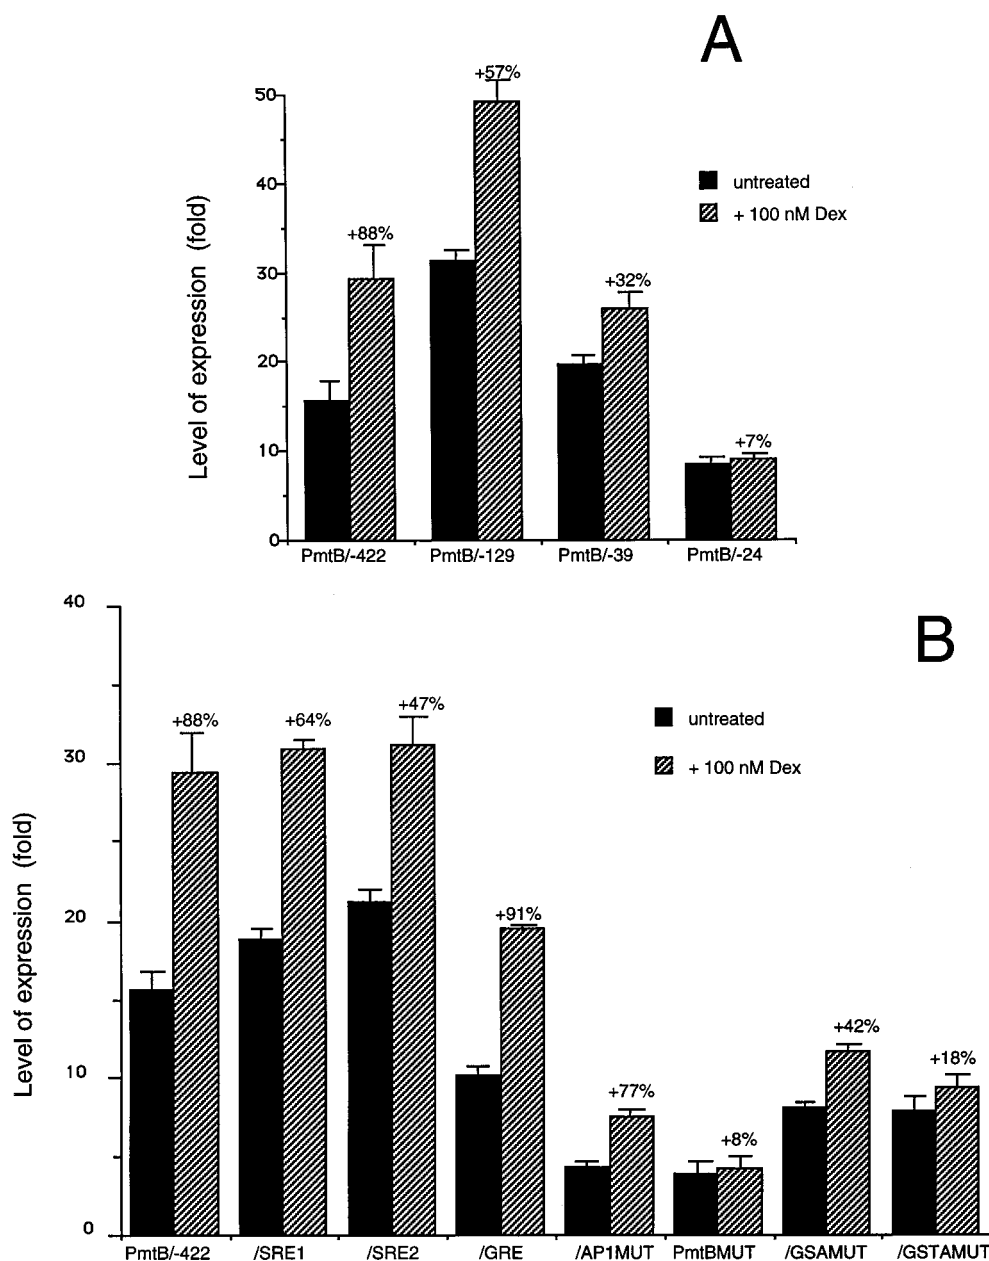 A
+57%
50
untreated
40
+ 100 nM Dex
+88%
30
+32%
20
10
+7%
0
Level of expression (fold)
PmtB/-422 PmtB/-129 PmtB/-39 PmtB/-24
B
40
+88% +64% +47%
untreated
30
+ 100 nM Dex
20
+91%
10
+77%
+8%
+42%
+18%
0
Level of expression (fold)
PmtB/-422 /SRE1 /SRE2 /GRE /AP1MUT PmtBMUT /GSAMUT /GSTAMUT